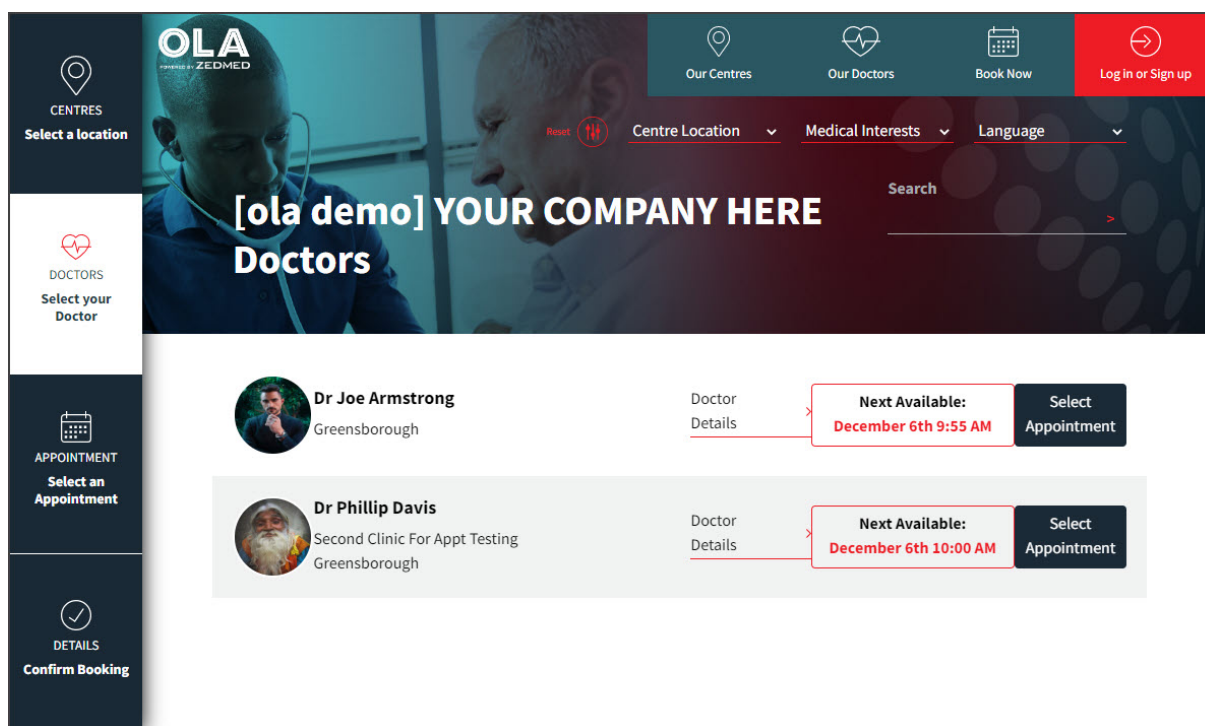 CENTRES
Select a location
DOCTORS
Select your
Doctor
APPOINTMENT
Select an
Appointment
DETAILS
Confirm Booking
OLA
POWERED BY ZEDMED
Our Centres
Our Doctors
Book Now
Log in or Sign up
Reset
Centre Location
Medical Interests
Language
Search
>
[ola demo] YOUR COMPANY HERE
Doctors
Dr Joe Armstrong
Greensborough
Doctor
Details
Next Available:
December 6th 9:55 AM
Select
Appointment
Dr Phillip Davis
Second Clinic For Appt Testing
Greensborough
Doctor
Details
Next Available:
December 6th 10:00 AM
Select
Appointment